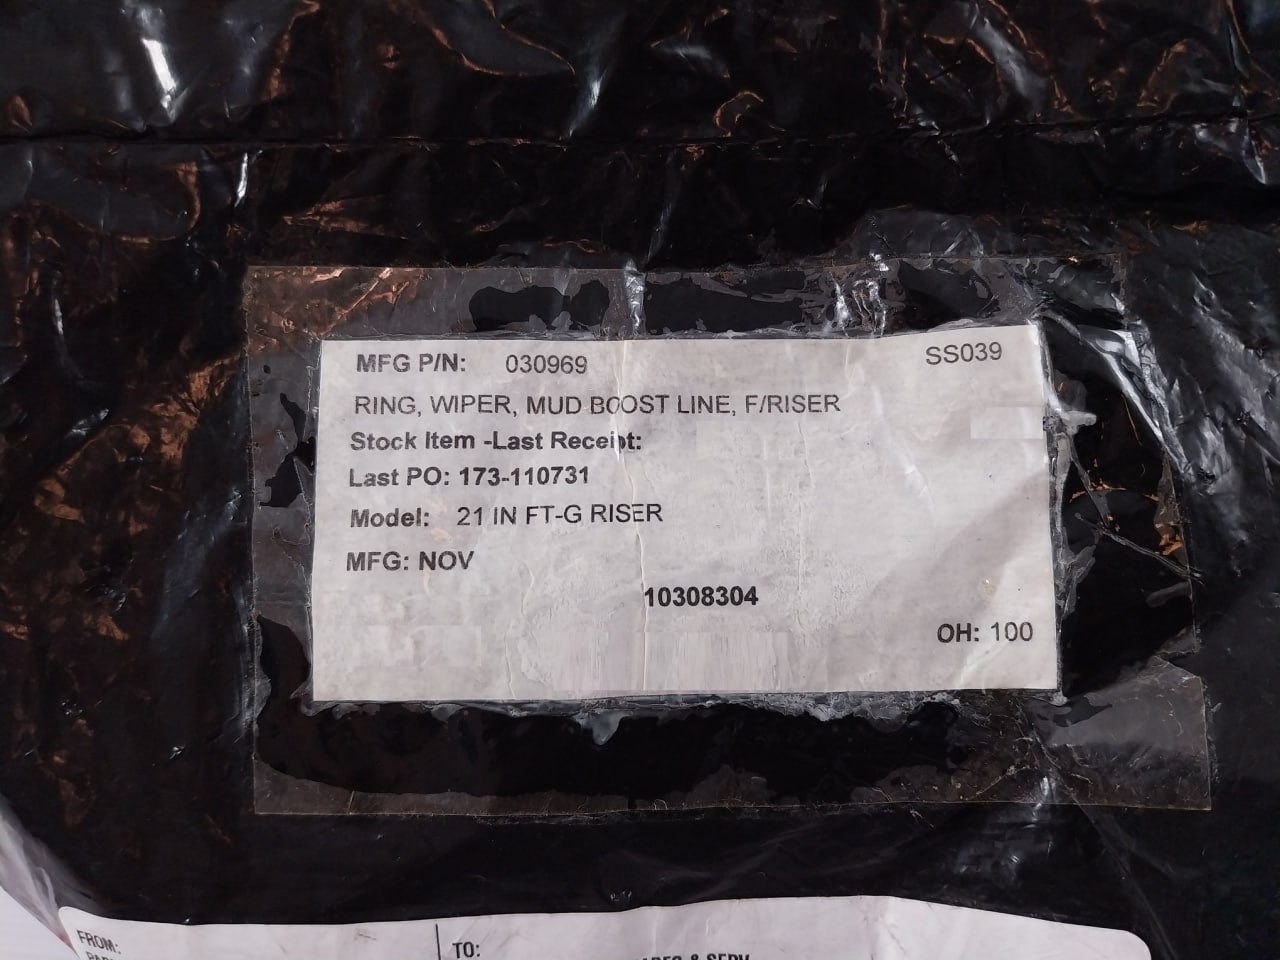 MFG P/N: 030969 SS039
RING, WIPER, MUD BOOST LINE, F/RISER
Stock Item -Last Receipt:
Last PO: 173-110731
Model: 21 IN FT-G RISER
MFG: NOV
10308304
OH: 100
FROM: TO:
& SERV